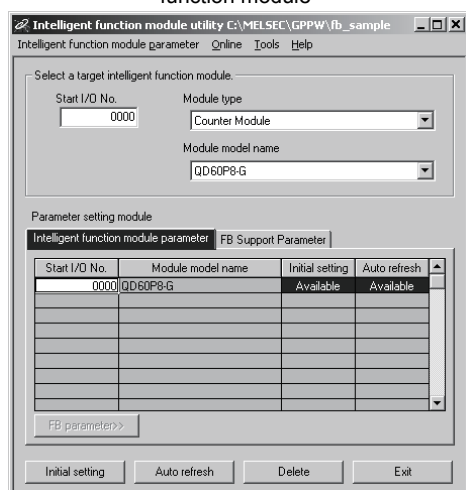 function module
Intelligent function module utility C:\MELSEC\GPPW\fb_sample
Intelligent function module parameter Online Tools Help
Select a target intelligent function module.
Start I/O No. Module type
0000 Counter Module
Module model name
QD60P8-G
Parameter setting module
Intelligent function module parameter FB Support Parameter
Start I/O No. Module model name Initial setting Auto refresh
0000 QD60P8-G Available Available
FB parameter>>
Initial setting Auto refresh Delete Exit